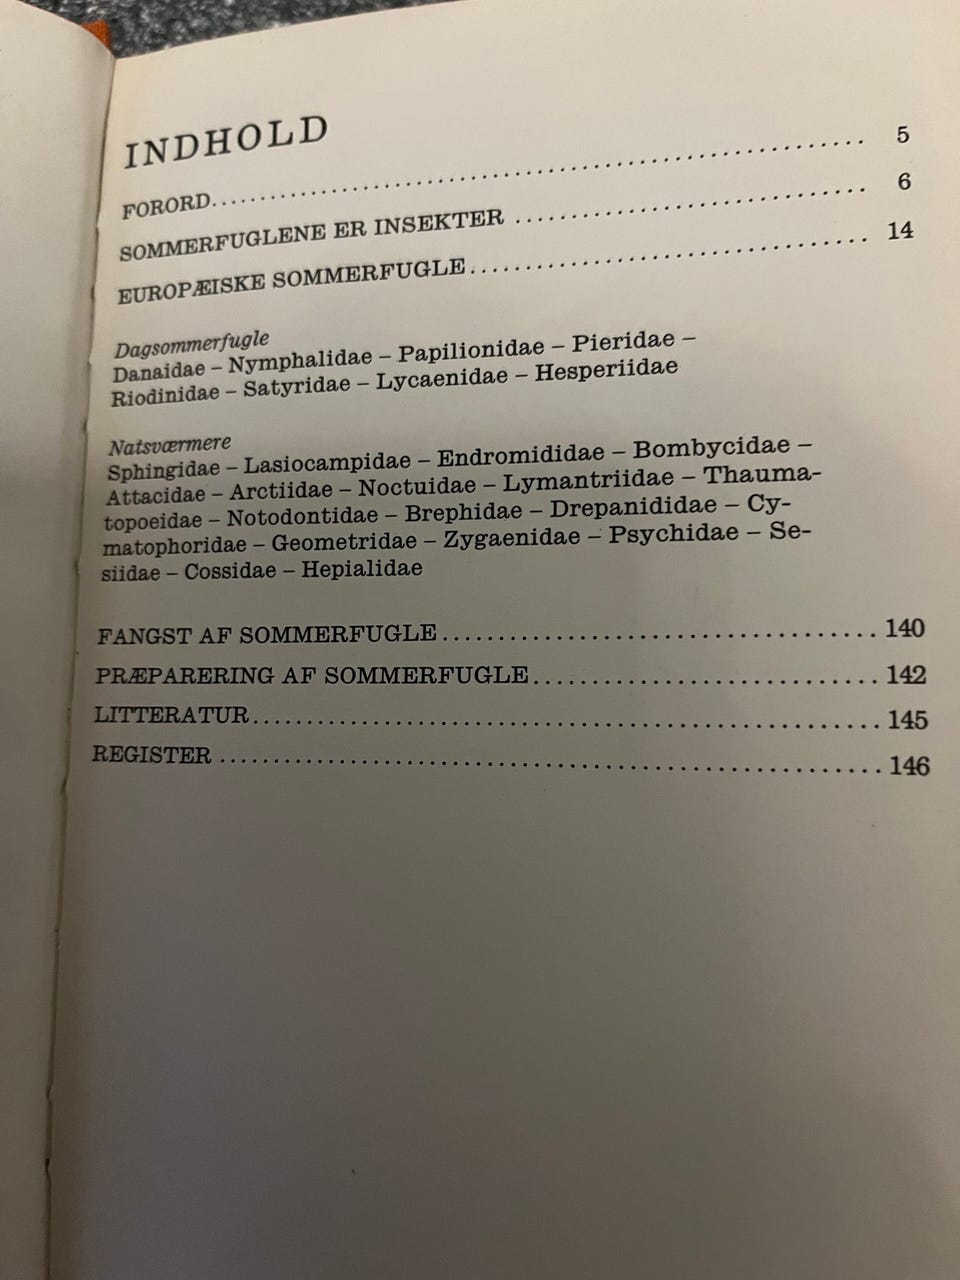 INDHOLD
FORORD........................................................ 5
SOMMERFUGLENE ER INSEKTER .................................. 6
EUROPÆISKE SOMMERFUGLE...................................... 14
Dagsommerfugle
Danaidae – Nymphalidae – Papilionidae – Pieridae –
Riodinidae – Satyridae – Lycaenidae – Hesperiidae
Natsværmere
Sphingidae – Lasiocampidae – Endromididae – Bombycidae –
Attacidae – Arctiidae – Noctuidae – Lymantriidae – Thauma-
topoeidae – Notodontidae – Brephidae – Drepanididae – Cy-
matophoridae – Geometridae – Zygaenidae – Psychidae – Se-
siidae – Cossidae – Hepialidae
FANGST AF SOMMERFUGLE........................................ 140
PRÆPARERING AF SOMMERFUGLE................................. 142
LITTERATUR.................................................... 145
REGISTER ...................................................... 146